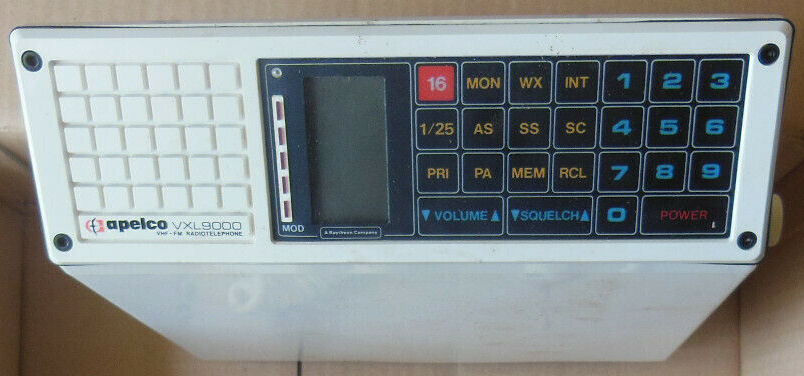 apelco VXL9000
VHF-FM RADIOTELEPHONE
MOD
A Raytheon Company
16 MON WX INT 1 2 3
1/25 AS SS SC 4 5 6
PRI PA MEM RCL 7 8 9
▼ VOLUME ▲ ▼SQUELCH▲ 0 POWER